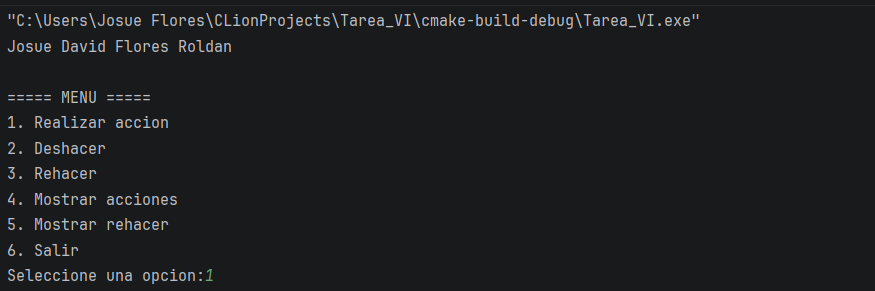 "C:\Users\Josue Flores\CLionProjects\Tarea_VI\cmake-build-debug\Tarea_VI.exe"
Josue David Flores Roldan
===== MENU =====
1. Realizar accion
2. Deshacer
3. Rehacer
4. Mostrar acciones
5. Mostrar rehacer
6. Salir
Seleccione una opcion:1